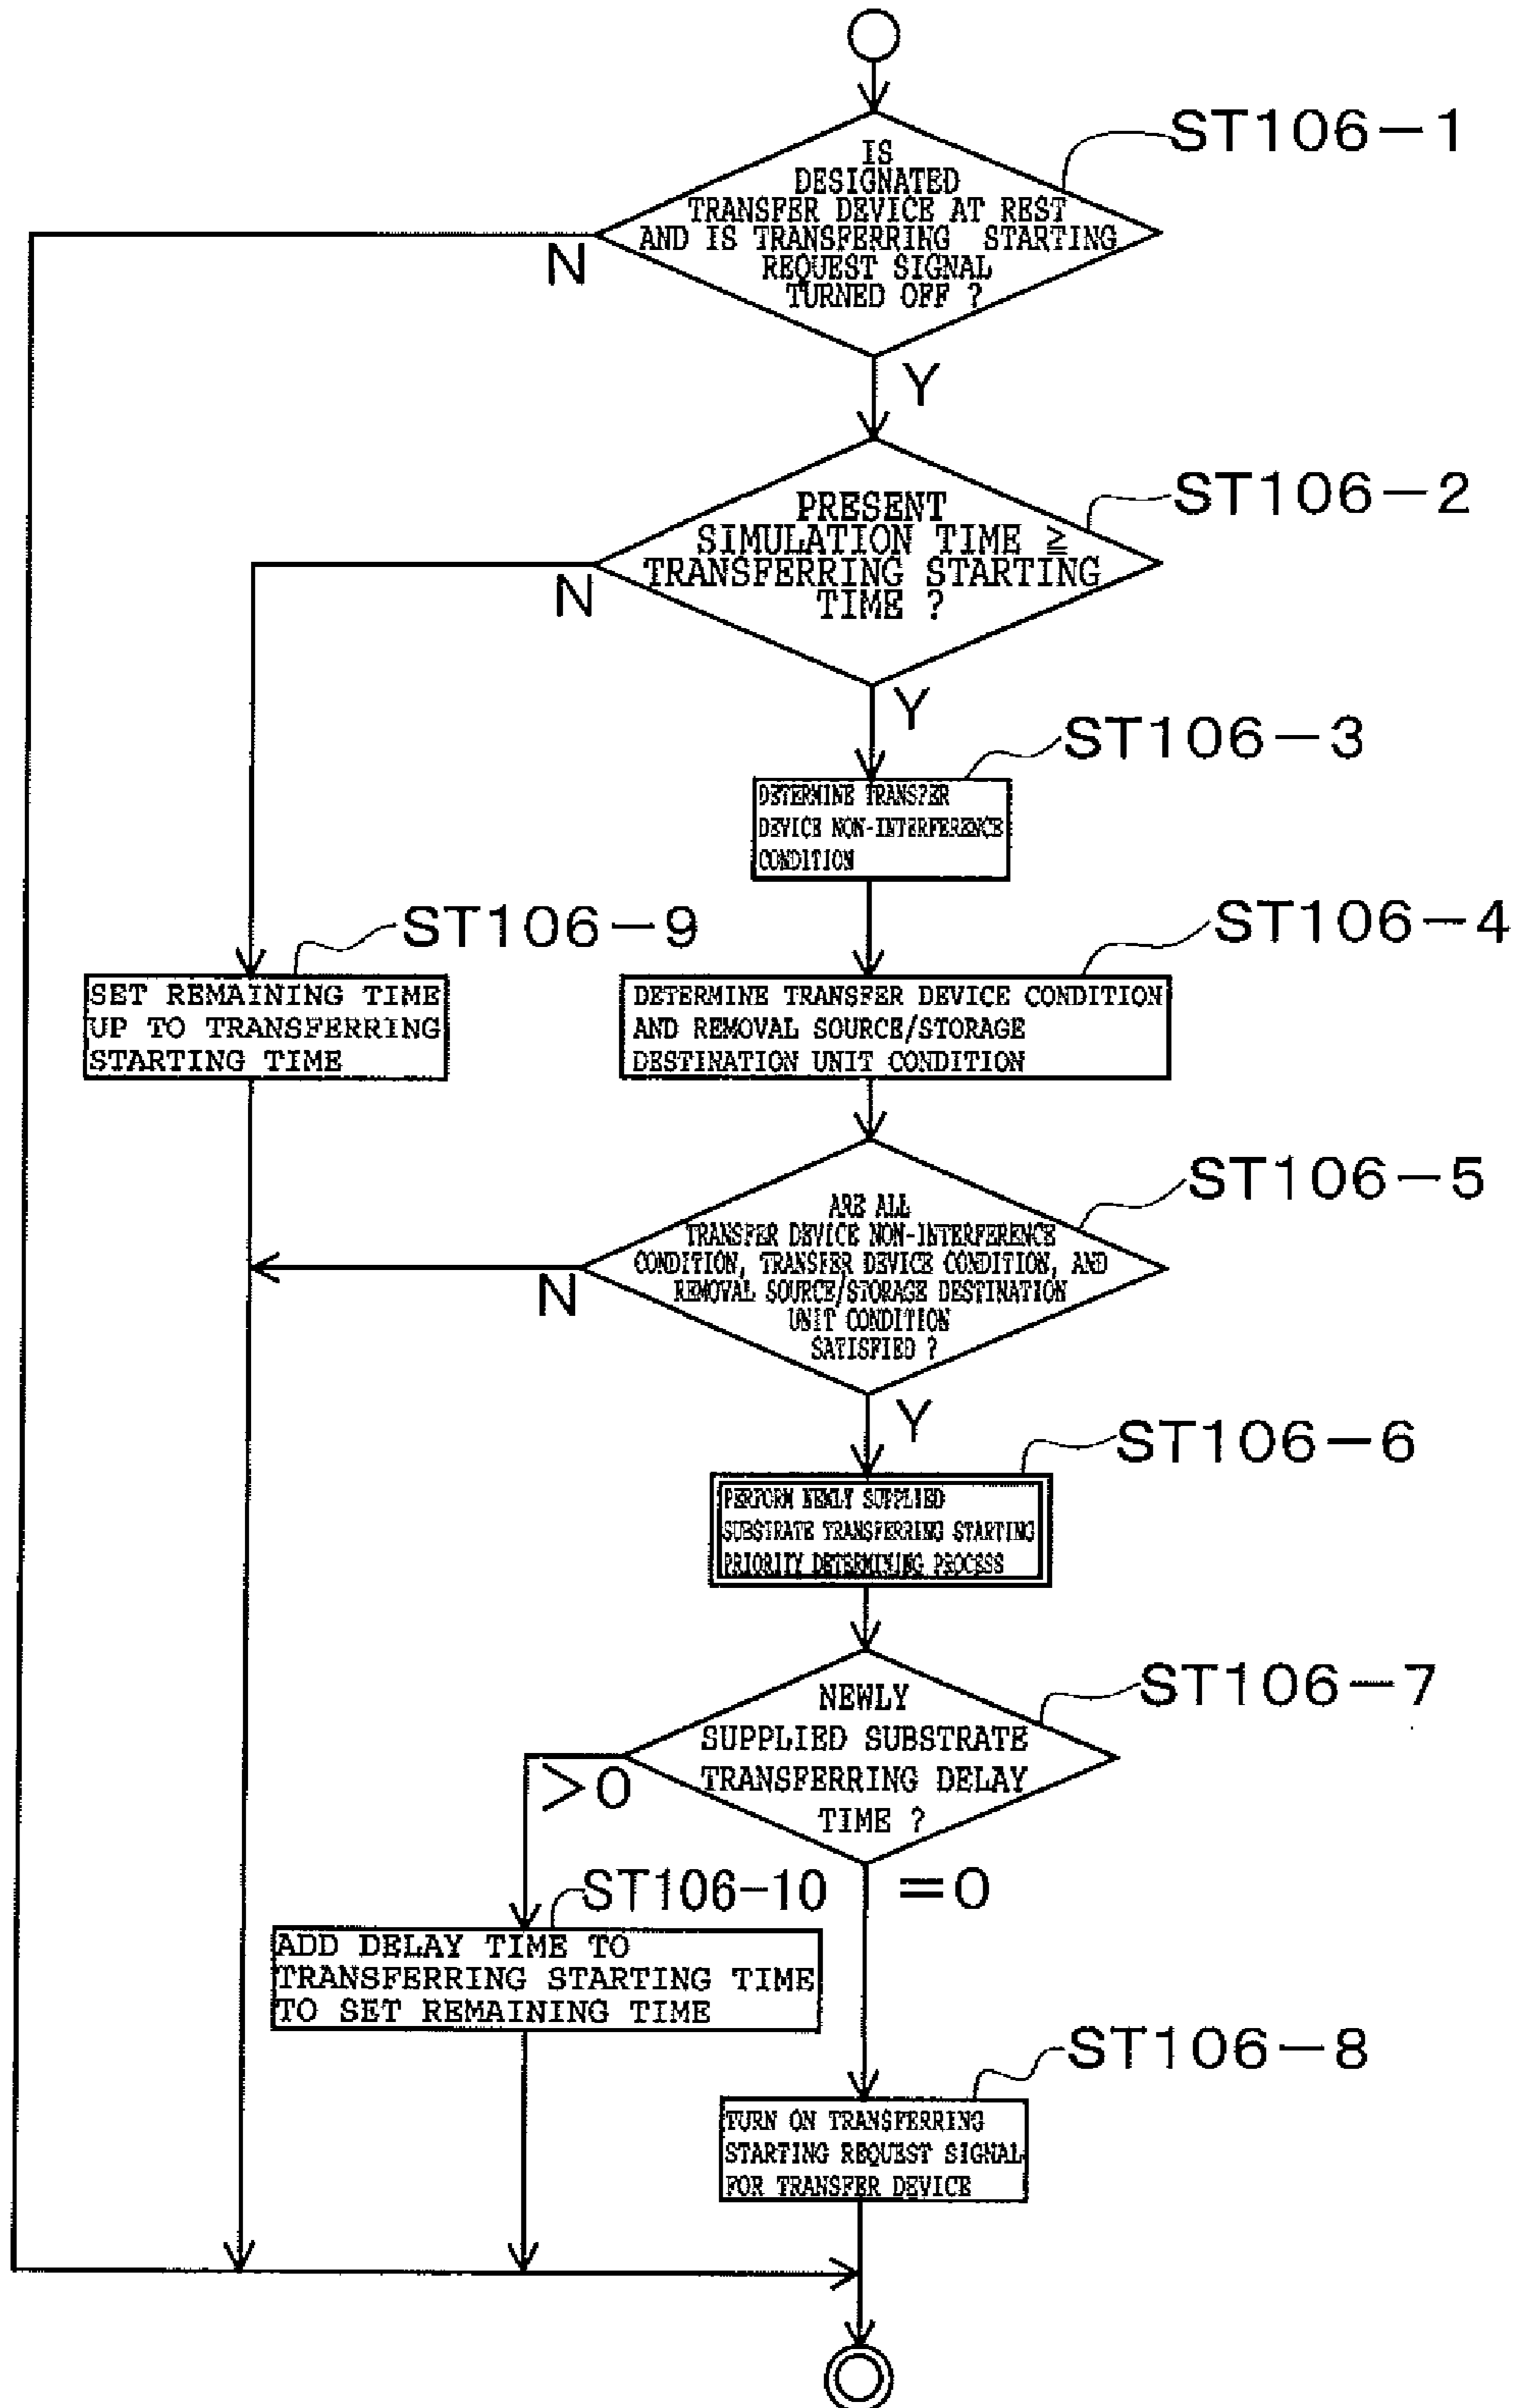 ST106-1
IS
DESIGNATED
TRANSFER DEVICE AT REST
AND IS TRANSFERRING STARTING
REQUEST SIGNAL
TURNED OFF ?
N
Y
ST106-2
PRESENT
SIMULATION TIME ≧
TRANSFERRING STARTING
TIME ?
N
Y
ST106-3
DETERMINE TRANSFER
DEVICE NON-INTERFERENCE
CONDITION
ST106-9
SET REMAINING TIME
UP TO TRANSFERRING
STARTING TIME
ST106-4
DETERMINE TRANSFER DEVICE CONDITION
AND REMOVAL SOURCE/STORAGE
DESTINATION UNIT CONDITION
ST106-5
ARE ALL
TRANSFER DEVICE NON-INTERFERENCE
CONDITION, TRANSFER DEVICE CONDITION, AND
REMOVAL SOURCE/STORAGE DESTINATION
UNIT CONDITION
SATISFIED ?
N
Y
ST106-6
PERFORM NEWLY SUPPLIED
SUBSTRATE TRANSFERRING STARTING
PRIORITY DETERMINING PROCESS
ST106-7
NEWLY
SUPPLIED SUBSTRATE
TRANSFERRING DELAY
TIME ?
>0
=0
ST106-10
ADD DELAY TIME TO
TRANSFERRING STARTING TIME
TO SET REMAINING TIME
ST106-8
TURN ON TRANSFERRING
STARTING REQUEST SIGNAL
FOR TRANSFER DEVICE